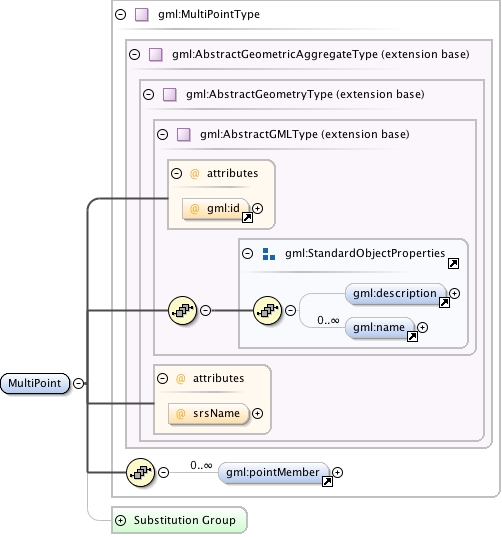 gml:MultiPointType
gml:AbstractGeometricAggregateType (extension base)
gml:AbstractGeometryType (extension base)
gml:AbstractGMLType (extension base)
@ attributes
@ gml:id
gml:StandardObjectProperties
gml:description
0..∞
gml:name
MultiPoint
@ attributes
@ srsName
0..∞
gml:pointMember
Substitution Group